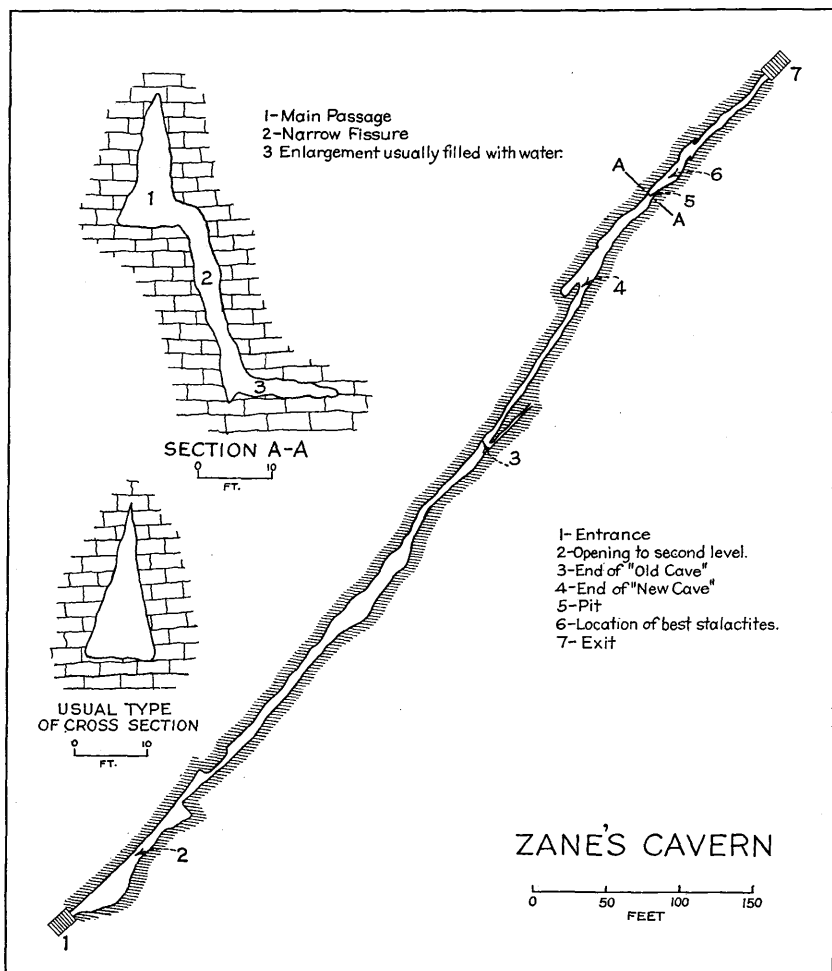 1-Main Passage
2-Narrow Fissure
3 Enlargement usually filled with water.
1
2
3
SECTION A-A
0 10
FT.
USUAL TYPE
OF CROSS SECTION
0 10
FT.
7
6
A
5
A
4
3
1- Entrance
2-Opening to second level.
3-End of "Old Cave"
4-End of "New Cave"
5-Pit
6-Location of best stalactites.
7- Exit
2
1
ZANE'S CAVERN
0 50 100 150
FEET